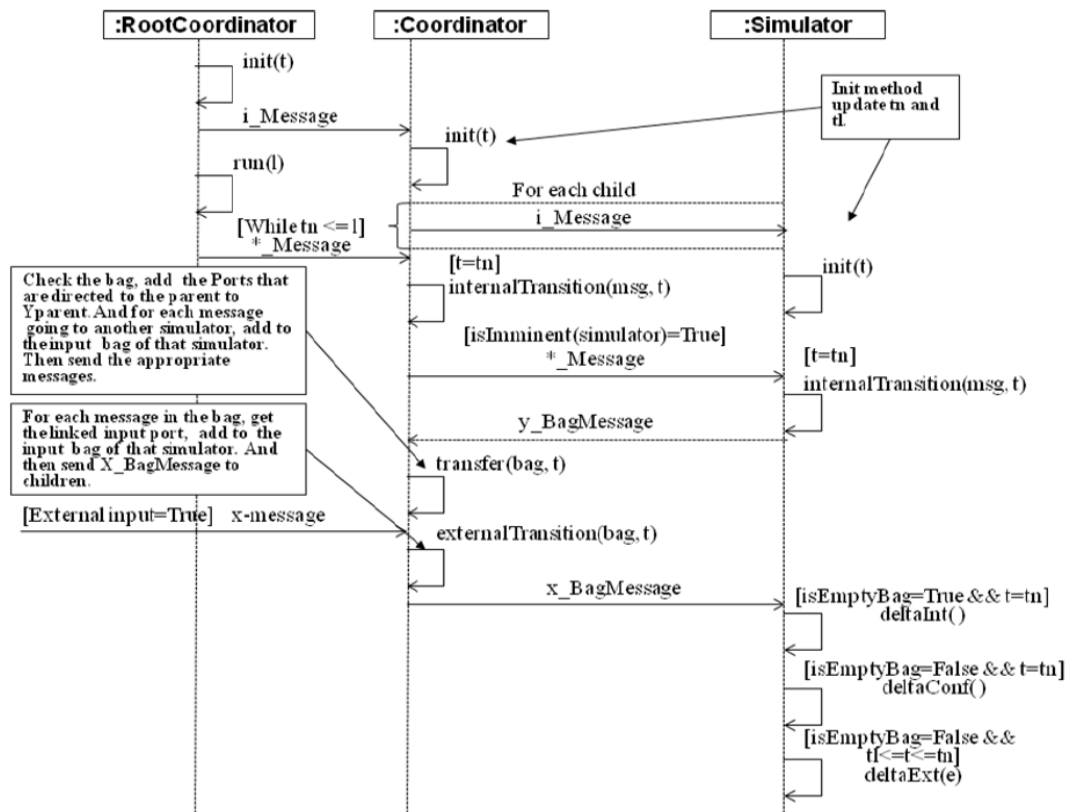 :RootCoordinator
:Coordinator
:Simulator
init(t)
i_Message
init(t)
Init method
update tn and
tl.
run(l)
For each child
i_Message
[While tn <= l]
*_Message
[t=tn]
internalTransition(msg, t)
init(t)
Check the bag, add the Ports that
are directed to the parent to
Yparent. And for each message
going to another simulator, add to
the input bag of that simulator.
Then send the appropriate
messages.
[isImminent(simulator)=True]
*_Message
[t=tn]
internalTransition(msg, t)
For each message in the bag, get
the linked input port, add to the
input bag of that simulator. And
then send X_BagMessage to
children.
y_BagMessage
transfer(bag, t)
[External input=True] x-message
externalTransition(bag, t)
x_BagMessage
[isEmptyBag=True && t=tn]
deltaInt()
[isEmptyBag=False && t=tn]
deltaConf()
[isEmptyBag=False &&
tl<=t<=tn]
deltaExt(e)